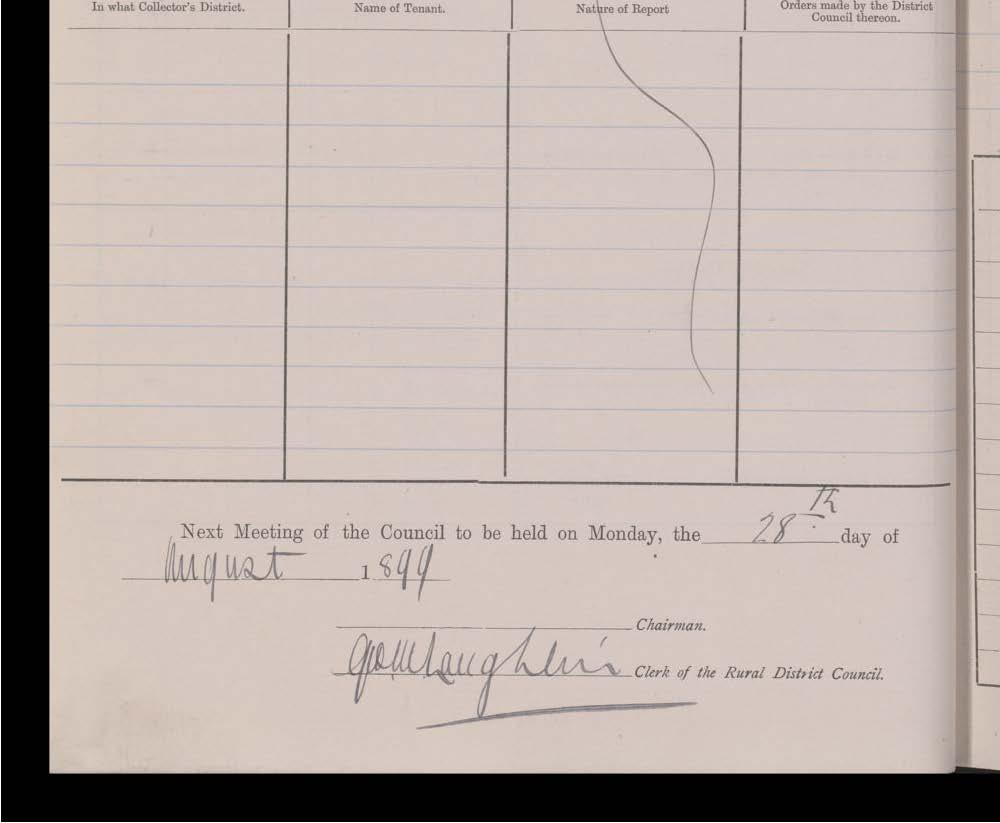 In what Collector's District. Name of Tenant. Nature of Report Orders made by the District
Council thereon.
Next Meeting of the Council to be held on Monday, the 28th day of
August 1899
Chairman.
McLaughlin Clerk of the Rural District Council.